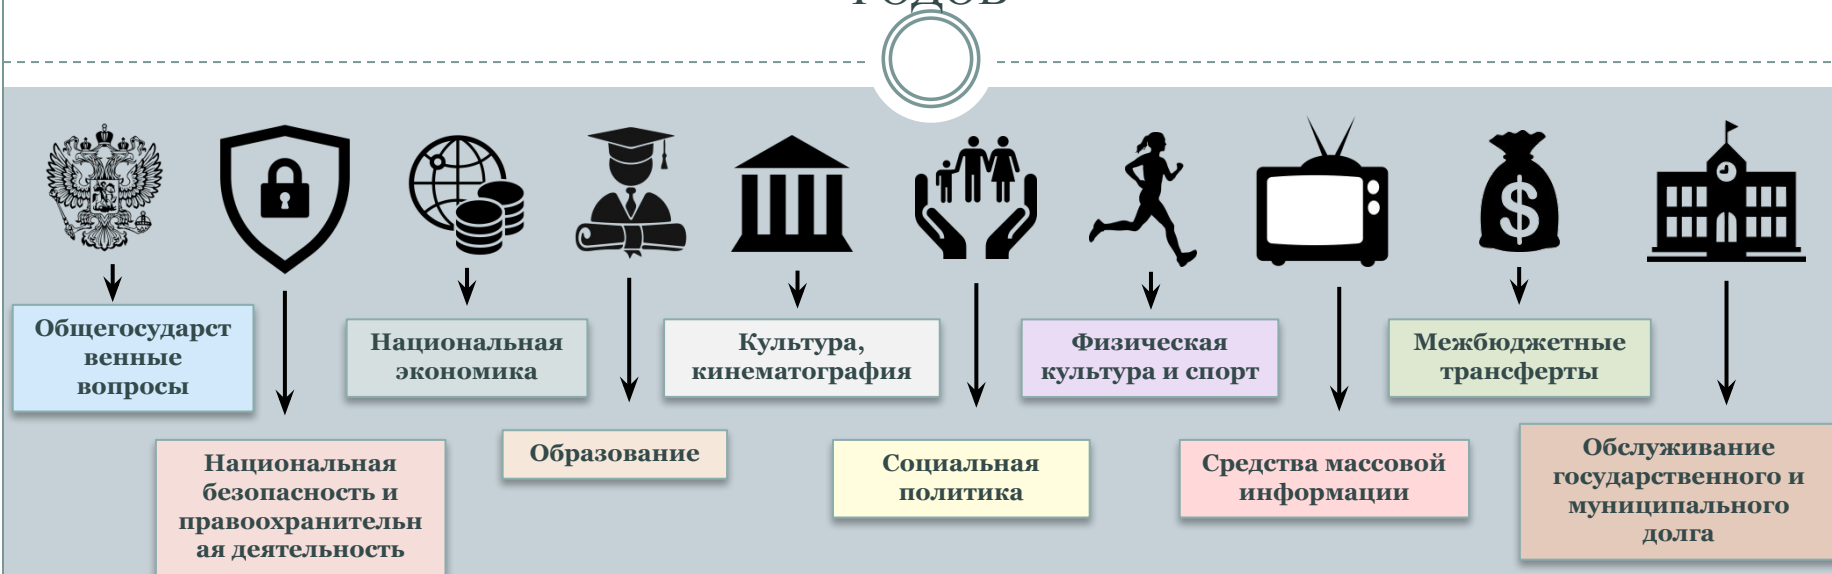 годов
Общегосударст
венные
вопросы
Национальная
безопасность и
правоохранительн
ая деятельность
Национальная
экономика
Образование
Культура,
кинематография
Социальная
политика
Физическая
культура и спорт
Средства массовой
информации
Межбюджетные
трансферты
Обслуживание
государственного и
муниципального
долга